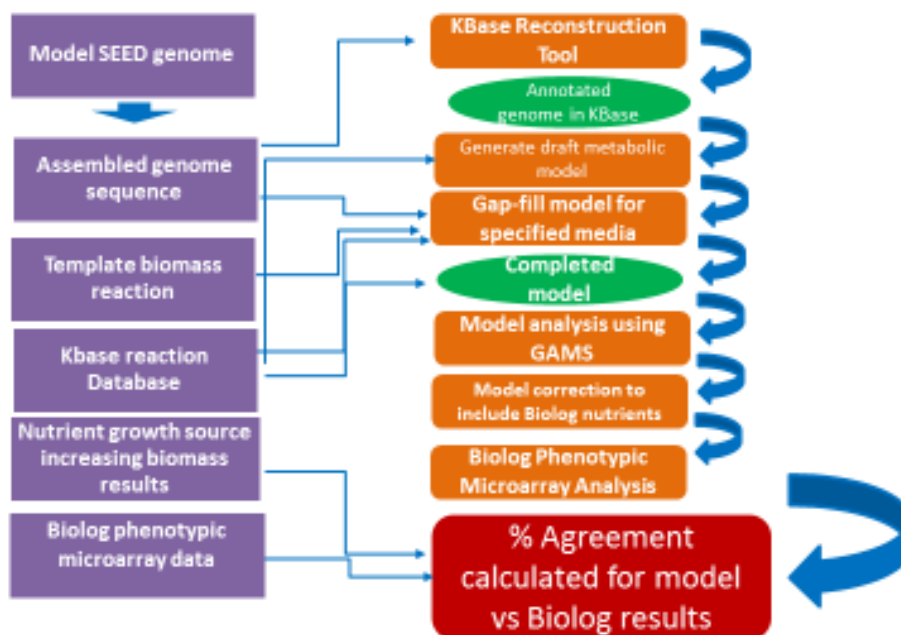 Model SEED genome
Assembled genome
sequence
Template biomass
reaction
Kbase reaction
Database
Nutrient growth source
increasing biomass
results
Biolog phenotypic
microarray data
KBase Reconstruction
Tool
Annotated
genome in KBase
Generate draft metabolic
model
Gap-fill model for
specified media
Completed
model
Model analysis using
GAMS
Model correction to
include Biolog nutrients
Biolog Phenotypic
Microarray Analysis
% Agreement
calculated for model
vs Biolog results